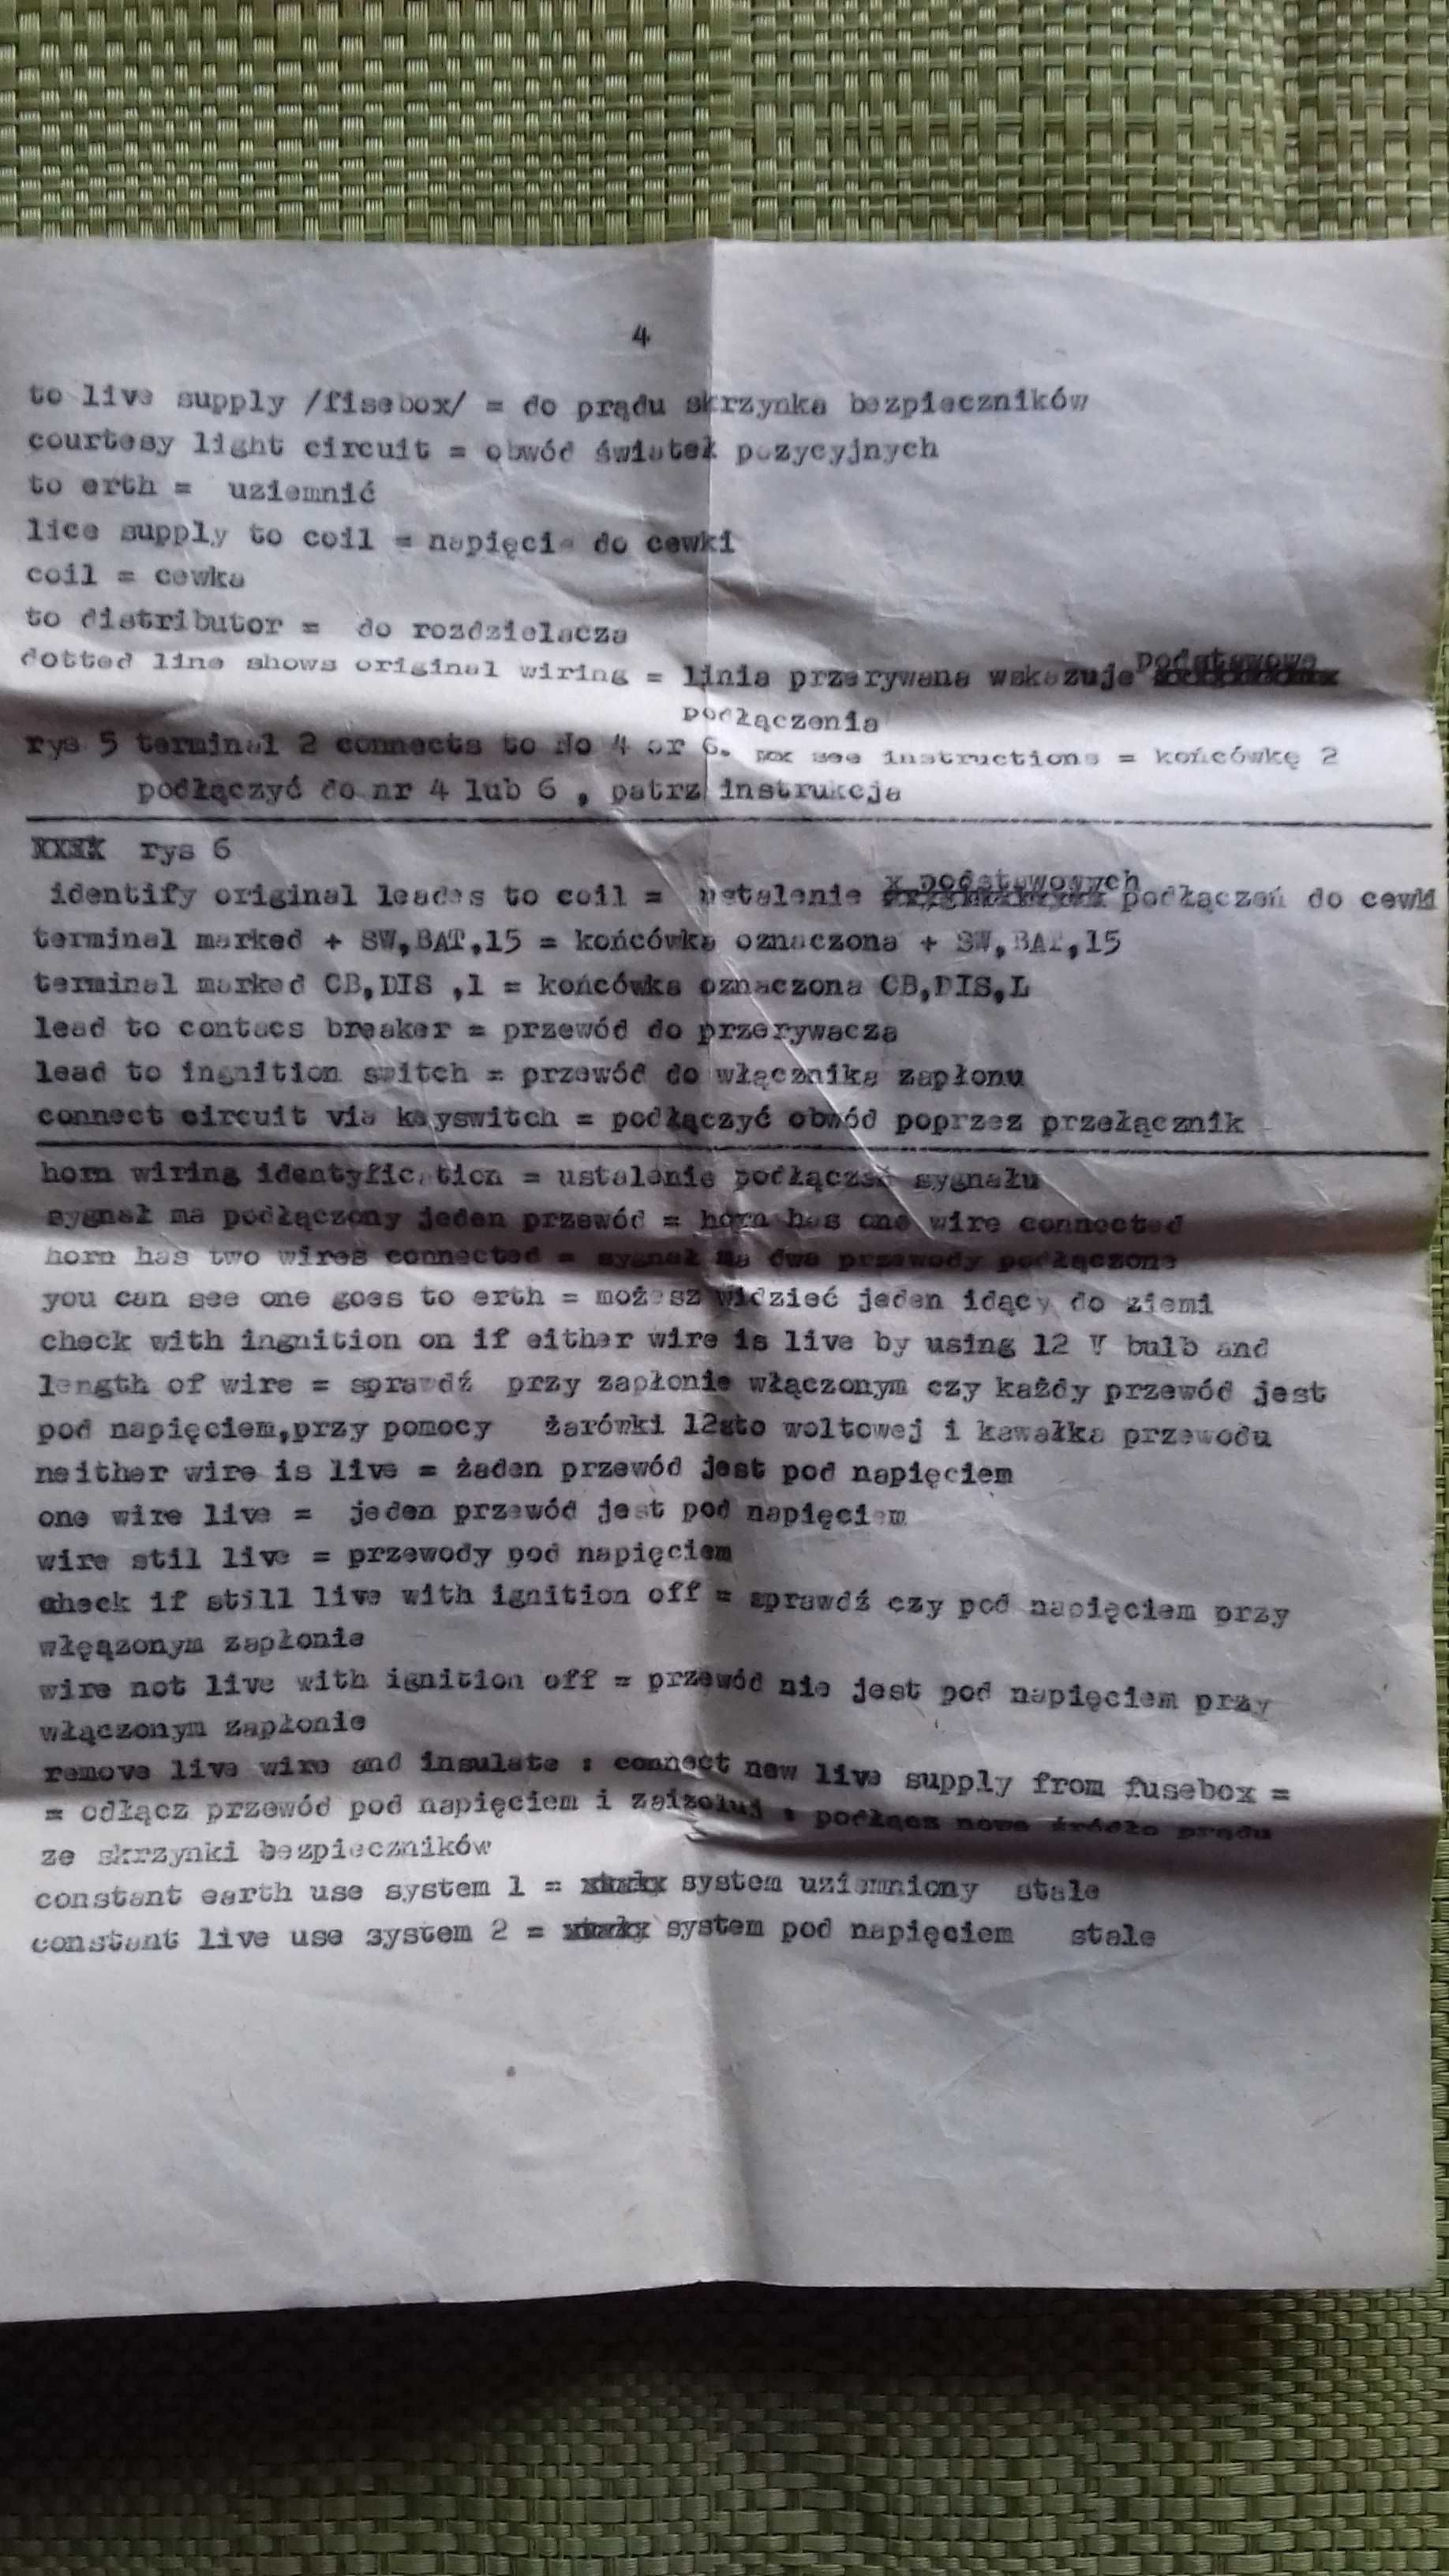 4
to live supply /fisebox/ = do prądu skrzynka bezpieczników
courtesy light circuit = obwód świateł pozycyjnych
to erth = uziemnić
lice supply to coil = napięcie do cewki
coil = cewka
to distributor = do rozdzielacza
dotted line shows original wiring = linia przerywana wskazuje podstawowe
podłączenia
rys 5 terminal 2 connects to No 4 or 6. see instructions = końcówkę 2
podłączyć do nr 4 lub 6 , patrz instrukcja
XXXX rys 6
identify original leades to coil = ustalenie x podstawowych podłączeń do cewki
terminal marked + SW,BAT,15 = końcówka oznaczona + SW,BAT,15
terminal marked CB,DIS ,1 = końcówka oznaczona CB,DIS,L
lead to contacs breaker = przewód do przerywacza
lead to ingnition switch = przewód do włącznika zapłonu
connect circuit via keyswitch = podłączyć obwód poprzez przełącznik
horn wiring identyfication = ustalenie podłączeń sygnału
sygnał ma podłączony jeden przewód = horn has one wire connected
horn has two wires connected = sygnał ma dwa przewody podłączone
you can see one goes to erth = możesz widzieć jeden idący do ziemi
check with ingnition on if either wire is live by using 12 V bulb and
length of wire = sprawdź przy zapłonie włączonym czy każdy przewód jest
pod napięciem,przy pomocy żarówki 12sto woltowej i kawałka przewodu
neither wire is live = żaden przewód jest pod napięciem
one wire live = jeden przewód jest pod napięciem
wire stil live = przewody pod napięciem
check if still live with ignition off = sprawdź czy pod napięciem przy
włęązonym zapłonie
wire not live with ignition off = przewód nie jest pod napięciem przy
włączonym zapłonie
remove live wire and insulate : connect new live supply from fusebox =
= odłącz przewód pod napięciem i zaizoluj : podłącz nowe źródło prądu
ze skrzynki bezpieczników
constant earth use system 1 = system uziemniony stale
constant live use system 2 = system pod napięciem stale